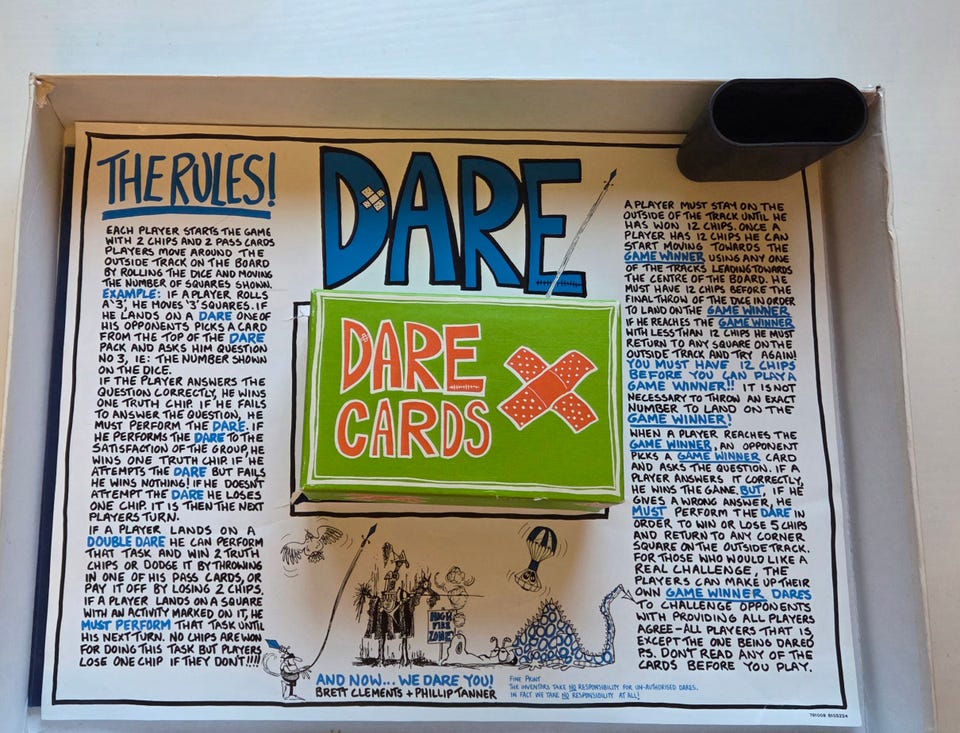 THE RULES!
EACH PLAYER STARTS THE GAME
WITH 2 CHIPS AND 2 PASS CARDS
PLAYERS MOVE AROUND THE
OUTSIDE TRACK ON THE BOARD
BY ROLLING THE DICE AND MOVING
THE NUMBER OF SQUARES SHOWN.
EXAMPLE: IF A PLAYER ROLLS
A '3', HE MOVES '3' SQUARES. IF
HE LANDS ON A DARE ONE OF
HIS OPPONENTS PICKS A CARD
FROM THE TOP OF THE DARE
PACK AND ASKS HIM QUESTION
NO 3, IE: THE NUMBER SHOWN
ON THE DICE.
IF THE PLAYER ANSWERS THE
QUESTION CORRECTLY, HE WINS
ONE TRUTH CHIP. IF HE FAILS
TO ANSWER THE QUESTION, HE
MUST PERFORM THE DARE. IF
HE PERFORMS THE DARE TO THE
SATISFACTION OF THE GROUP, HE
WINS ONE TRUTH CHIP IF HE
ATTEMPTS THE DARE BUT FAILS
HE WINS NOTHING! IF HE DOESN'T
ATTEMPT THE DARE HE LOSES
ONE CHIP. IT IS THEN THE NEXT
PLAYERS TURN.
IF A PLAYER LANDS ON A
DOUBLE DARE HE CAN PERFORM
THAT TASK AND WIN 2 TRUTH
CHIPS OR DODGE IT BY THROWING
IN ONE OF HIS PASS CARDS, OR
PAY IT OFF BY LOSING 2 CHIPS.
IF A PLAYER LANDS ON A SQUARE
WITH AN ACTIVITY MARKED ON IT, HE
MUST PERFORM THAT TASK UNTIL
HIS NEXT TURN. NO CHIPS ARE WON
FOR DOING THIS TASK BUT PLAYERS
LOSE ONE CHIP IF THEY DON'T!!!!
DARE
DARE
CARDS
HIGH
FIRE
ZONE
AND NOW... WE DARE YOU!
BRETT CLEMENTS + PHILLIP TANNER
FINE PRINT
THE INVENTORS TAKE NO RESPONSIBILITY FOR UN-AUTHORISED DARES.
IN FACT WE TAKE NO RESPONSIBILITY AT ALL!
A PLAYER MUST STAY ON THE
OUTSIDE OF THE TRACK UNTIL HE
HAS WON 12 CHIPS. ONCE A
PLAYER HAS 12 CHIPS HE CAN
START MOVING TOWARDS THE
GAME WINNER USING ANY ONE
OF THE TRACKS LEADING TOWARDS
THE CENTRE OF THE BOARD. HE
MUST HAVE 12 CHIPS BEFORE THE
FINAL THROW OF THE DICE IN ORDER
TO LAND ON THE GAME WINNER.
IF HE REACHES THE GAME WINNER
WITH LESS THAN 12 CHIPS HE MUST
RETURN TO ANY SQUARE ON THE
OUTSIDE TRACK AND TRY AGAIN!
YOU MUST HAVE 12 CHIPS
BEFORE YOU CAN PLAY A
GAME WINNER!! IT IS NOT
NECESSARY TO THROW AN EXACT
NUMBER TO LAND ON THE
GAME WINNER!
WHEN A PLAYER REACHES THE
GAME WINNER, AN OPPONENT
PICKS A GAME WINNER CARD
AND ASKS THE QUESTION. IF A
PLAYER ANSWERS IT CORRECTLY,
HE WINS THE GAME. BUT, IF HE
GIVES A WRONG ANSWER, HE
MUST PERFORM THE DARE IN
ORDER TO WIN OR LOSE 5 CHIPS
AND RETURN TO ANY CORNER
SQUARE ON THE OUTSIDE TRACK.
FOR THOSE WHO WOULD LIKE A
REAL CHALLENGE, THE
PLAYERS CAN MAKE UP THEIR
OWN GAME WINNER DARES
TO CHALLENGE OPPONENTS
WITH PROVIDING ALL PLAYERS
AGREE - ALL PLAYERS THAT IS
EXCEPT THE ONE BEING DARED
P.S. DON'T READ ANY OF THE
CARDS BEFORE YOU PLAY.